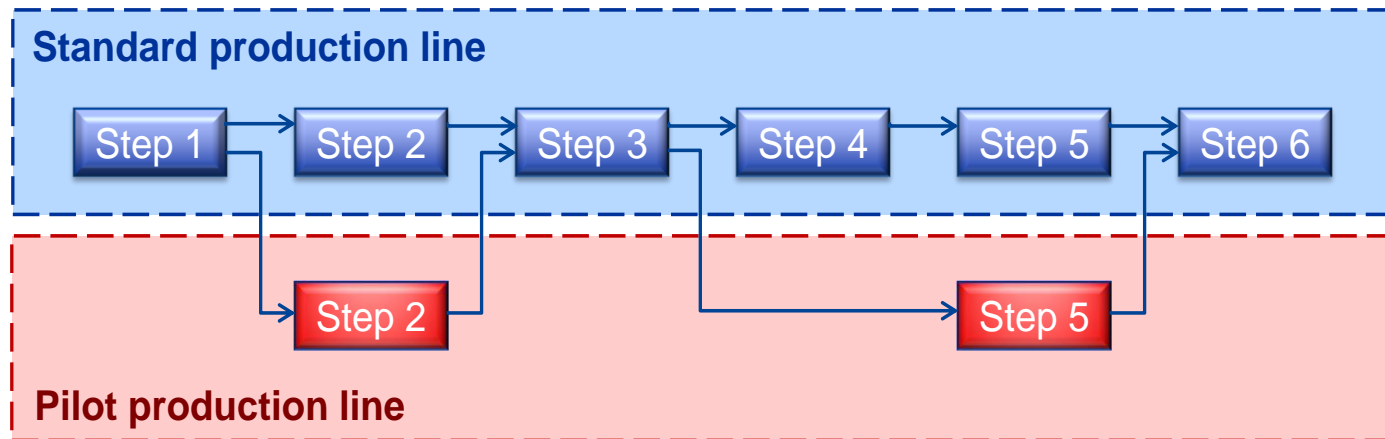 Standard production line
Step 1
Step 2
Step 3
Step 4
Step 5
Step 6
Step 2
Step 5
Pilot production line